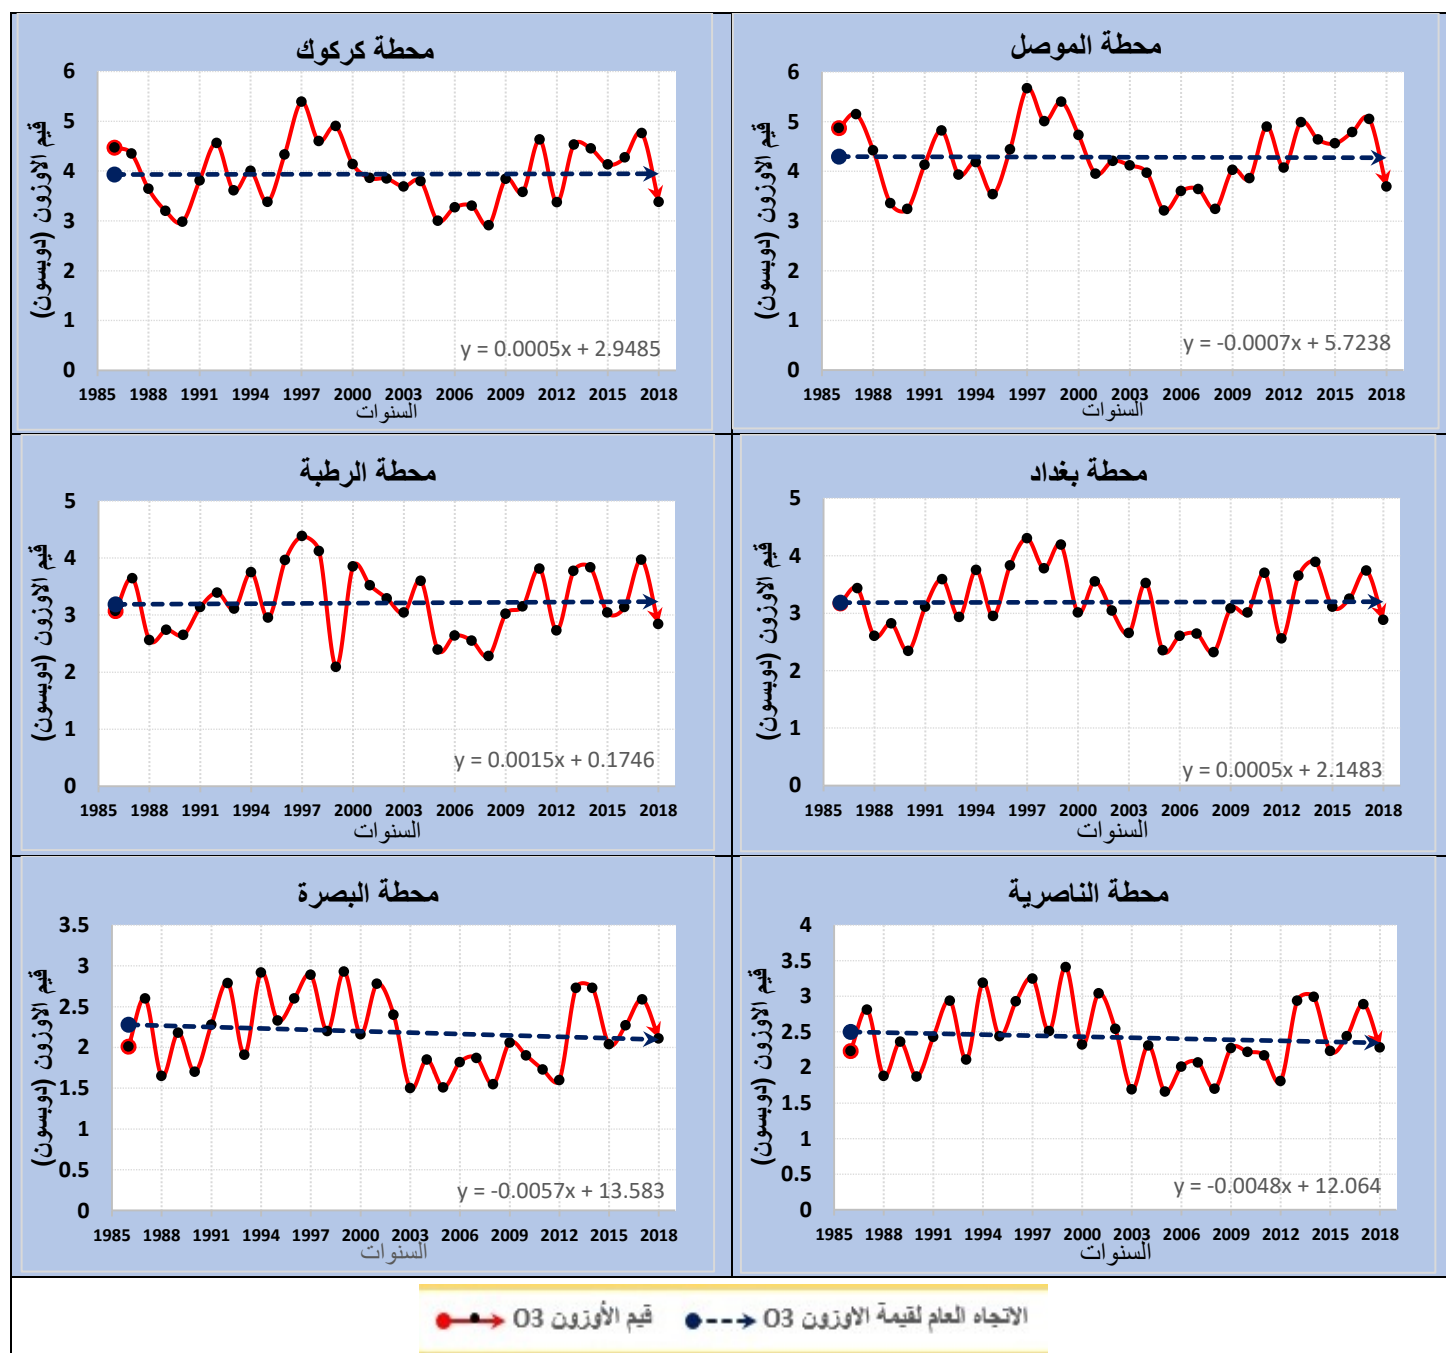 محطة الموصل
قيم الاوزون (دوبسون)
6
5
4
3
2
1
0
y = -0.0007x + 5.7238
1985 1988 1991 1994 1997 2000 2003 2006 2009 2012 2015 2018
السنوات
محطة كركوك
قيم الاوزون (دوبسون)
6
5
4
3
2
1
0
y = 0.0005x + 2.9485
1985 1988 1991 1994 1997 2000 2003 2006 2009 2012 2015 2018
السنوات
محطة بغداد
قيم الاوزون (دوبسون)
5
4
3
2
1
0
y = 0.0005x + 2.1483
1985 1988 1991 1994 1997 2000 2003 2006 2009 2012 2015 2018
السنوات
محطة الرطبة
قيم الاوزون (دوبسون)
5
4
3
2
1
0
y = 0.0015x + 0.1746
1985 1988 1991 1994 1997 2000 2003 2006 2009 2012 2015 2018
السنوات
محطة الناصرية
قيم الاوزون (دوبسون)
4
3.5
3
2.5
2
1.5
1
0.5
0
y = -0.0048x + 12.064
1985 1988 1991 1994 1997 2000 2003 2006 2009 2012 2015 2018
السنوات
محطة البصرة
قيم الاوزون (دوبسون)
3.5
3
2.5
2
1.5
1
0.5
0
y = -0.0057x + 13.583
1985 1988 1991 1994 1997 2000 2003 2006 2009 2012 2015 2018
السنوات
الاتجاه العام لقيمة الاوزون O3
قيم الأوزون O3